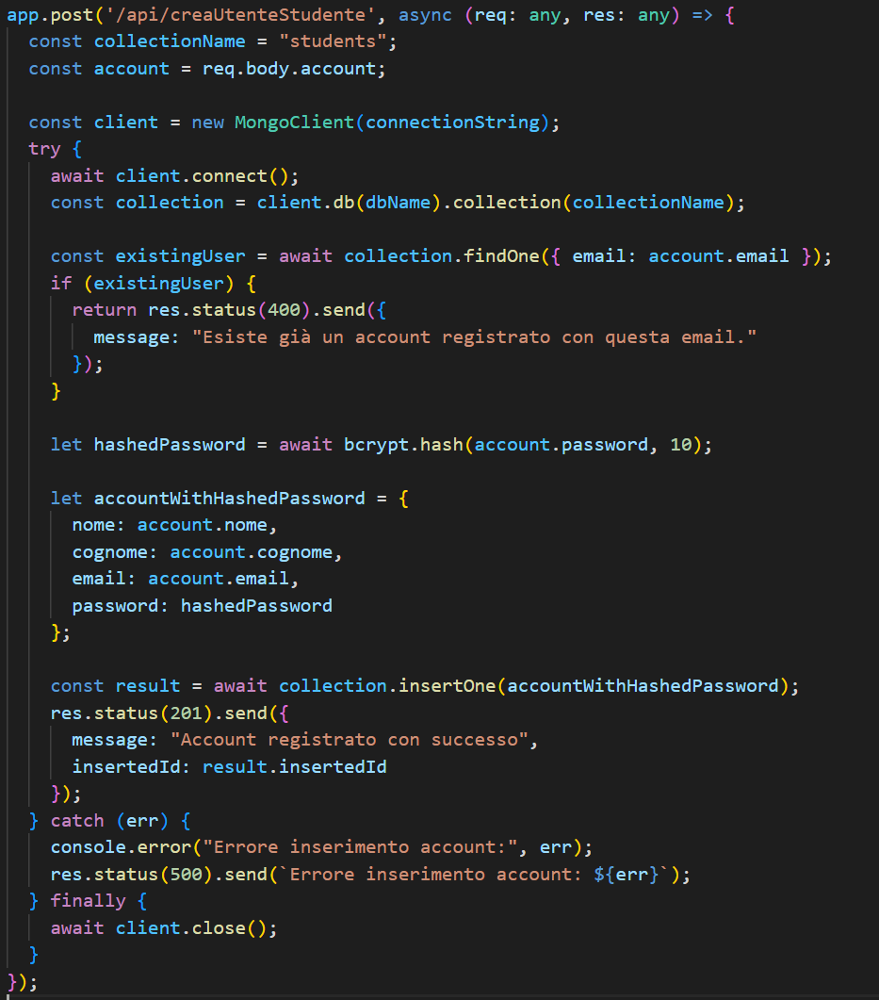 app.post('/api/creaUtenteStudente', async (req: any, res: any) => {
  const collectionName = "students";
  const account = req.body.account;

  const client = new MongoClient(connectionString);
  try {
    await client.connect();
    const collection = client.db(dbName).collection(collectionName);

    const existingUser = await collection.findOne({ email: account.email });
    if (existingUser) {
      return res.status(400).send({
        message: "Esiste già un account registrato con questa email."
      });
    }

    let hashedPassword = await bcrypt.hash(account.password, 10);

    let accountWithHashedPassword = {
      nome: account.nome,
      cognome: account.cognome,
      email: account.email,
      password: hashedPassword
    };

    const result = await collection.insertOne(accountWithHashedPassword);
    res.status(201).send({
      message: "Account registrato con successo",
      insertedId: result.insertedId
    });
  } catch (err) {
    console.error("Errore inserimento account:", err);
    res.status(500).send(`Errore inserimento account: ${err}`);
  } finally {
    await client.close();
  }
});